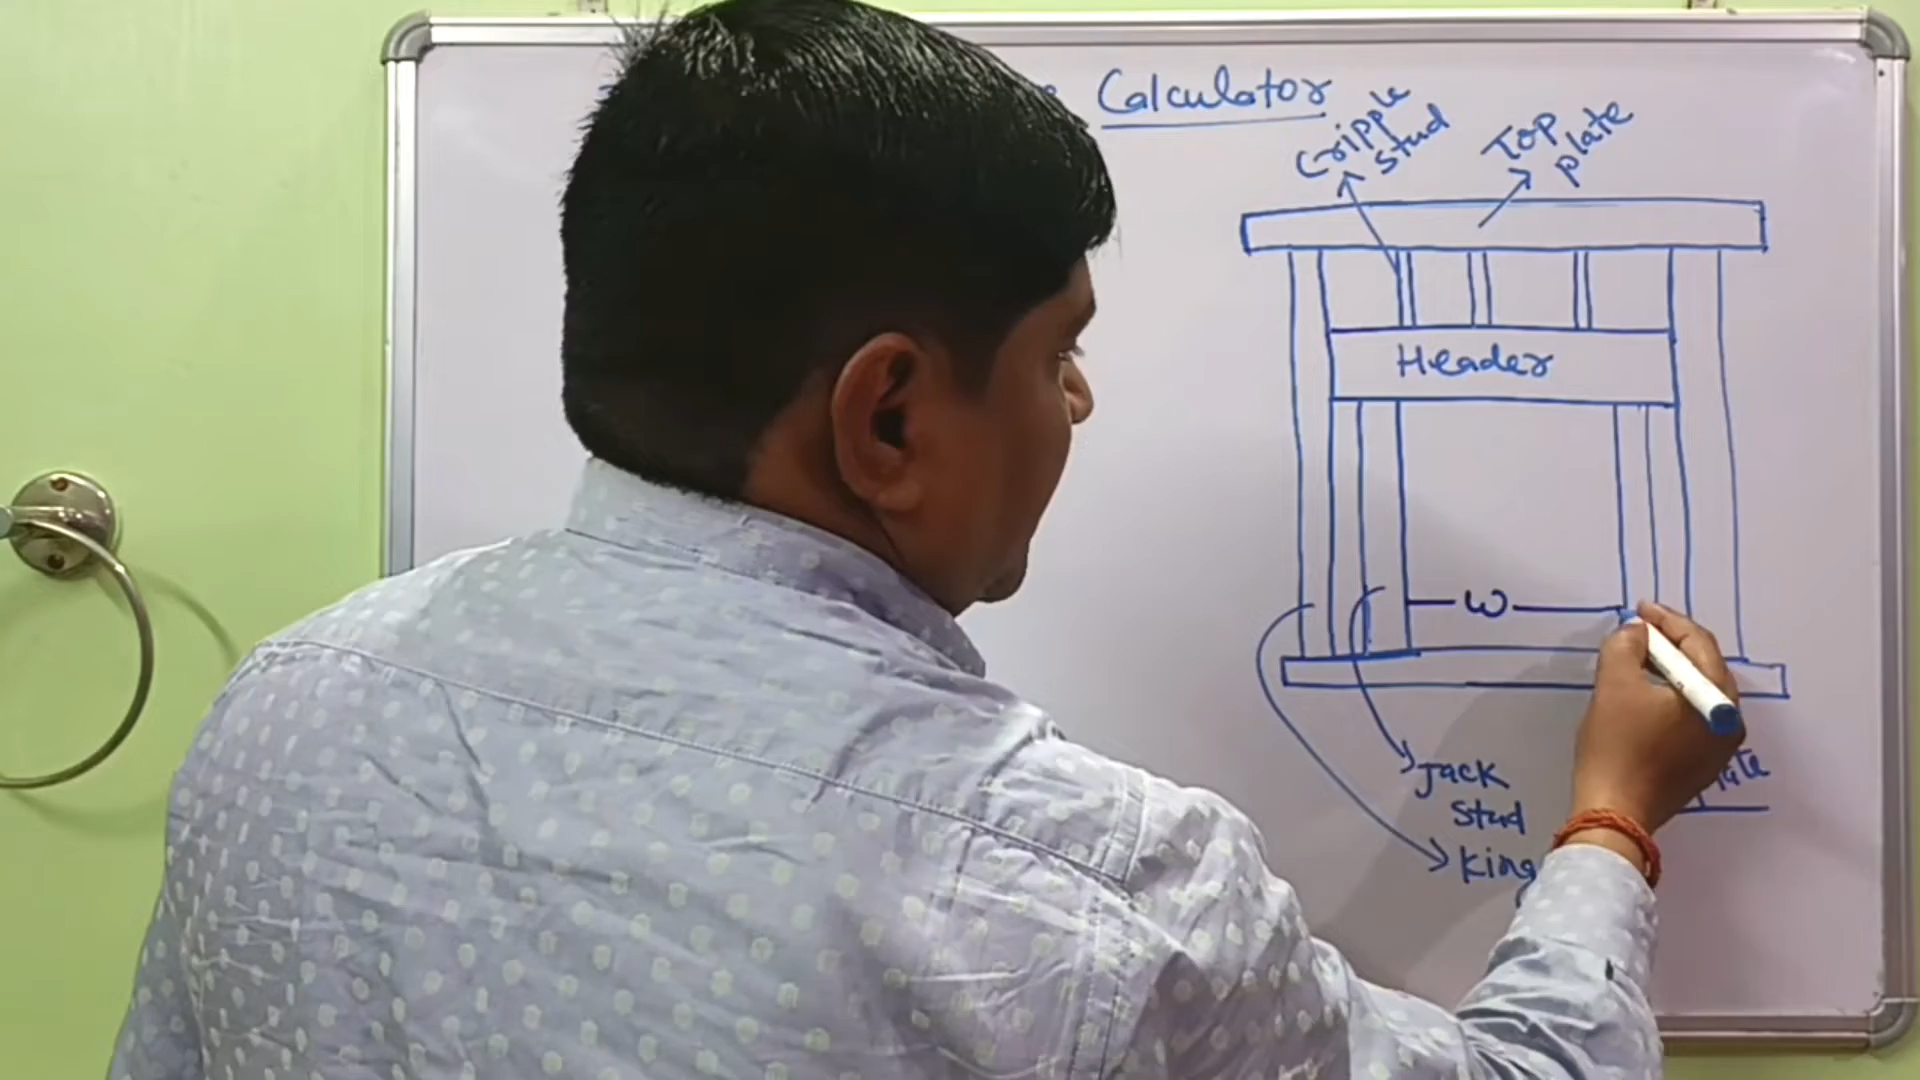 Calculator
Cripple
stud
Top
plate
Header
W
Jack
Stud
King